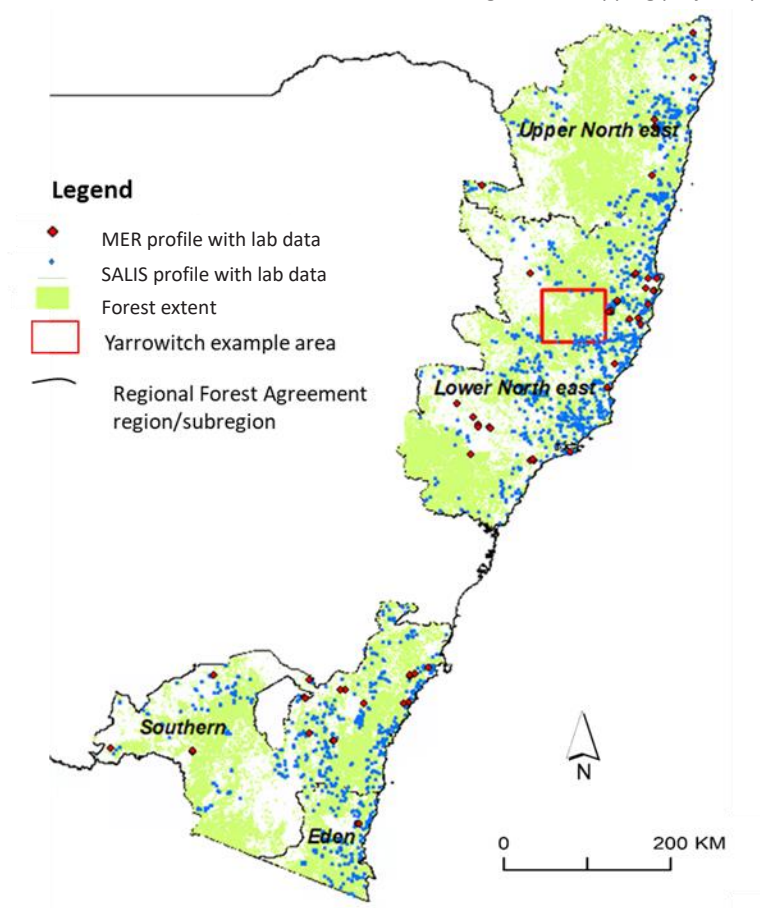 Upper North east
Legend
MER profile with lab data
SALIS profile with lab data
Forest extent
Yarrowitch example area
Regional Forest Agreement
region/subregion
Lower North east
Southern
Eden
N
0
200 KM